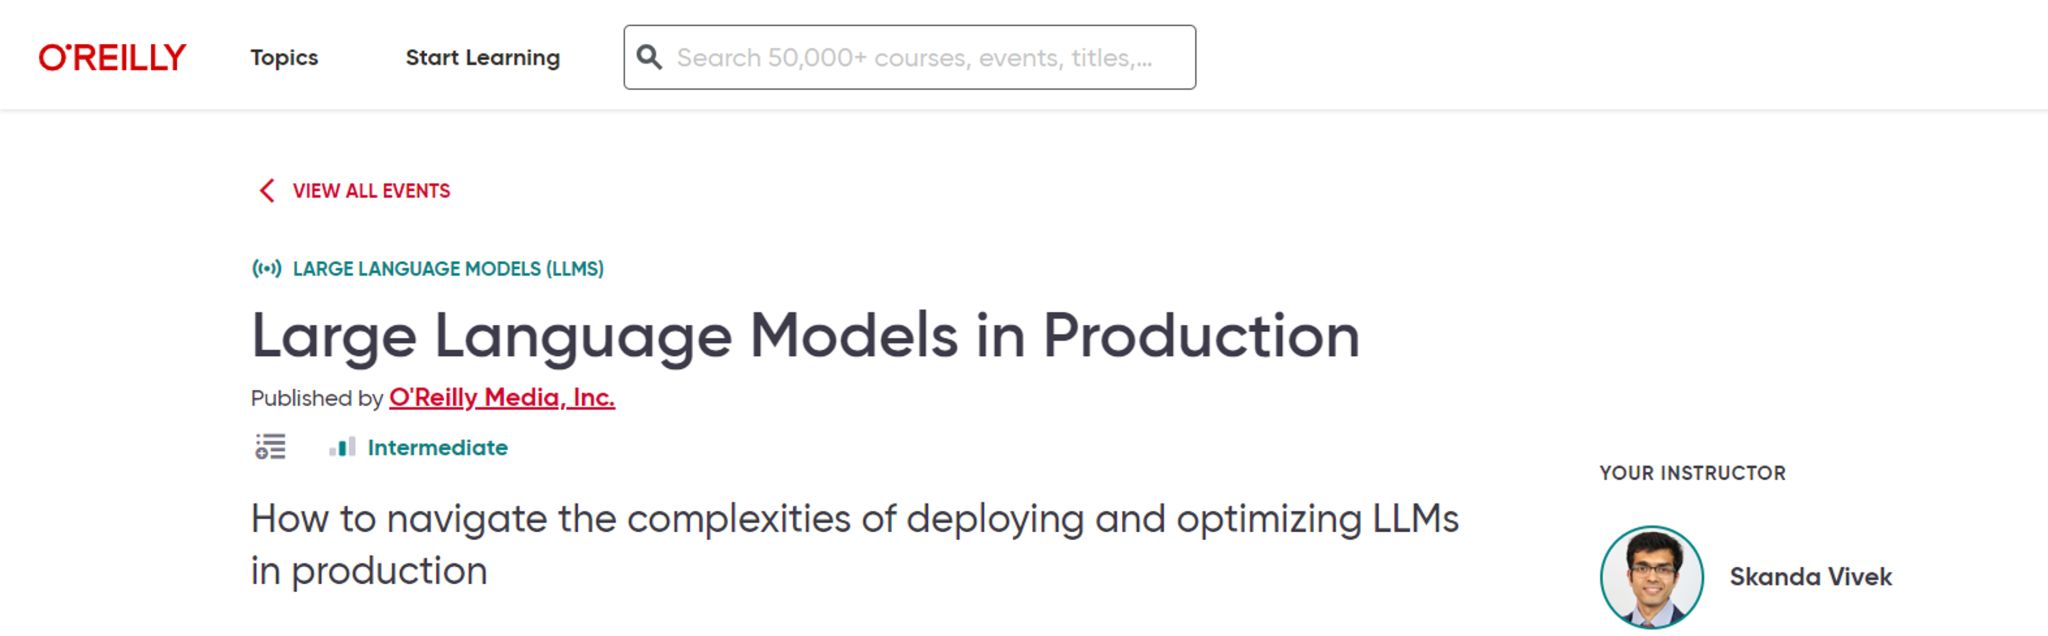 O'REILLY Topics Start Learning Search 50,000+ courses, events, titles,...
VIEW ALL EVENTS
LARGE LANGUAGE MODELS (LLMS)
Large Language Models in Production
Published by O'Reilly Media, Inc.
Intermediate
How to navigate the complexities of deploying and optimizing LLMs
in production
YOUR INSTRUCTOR
Skanda Vivek